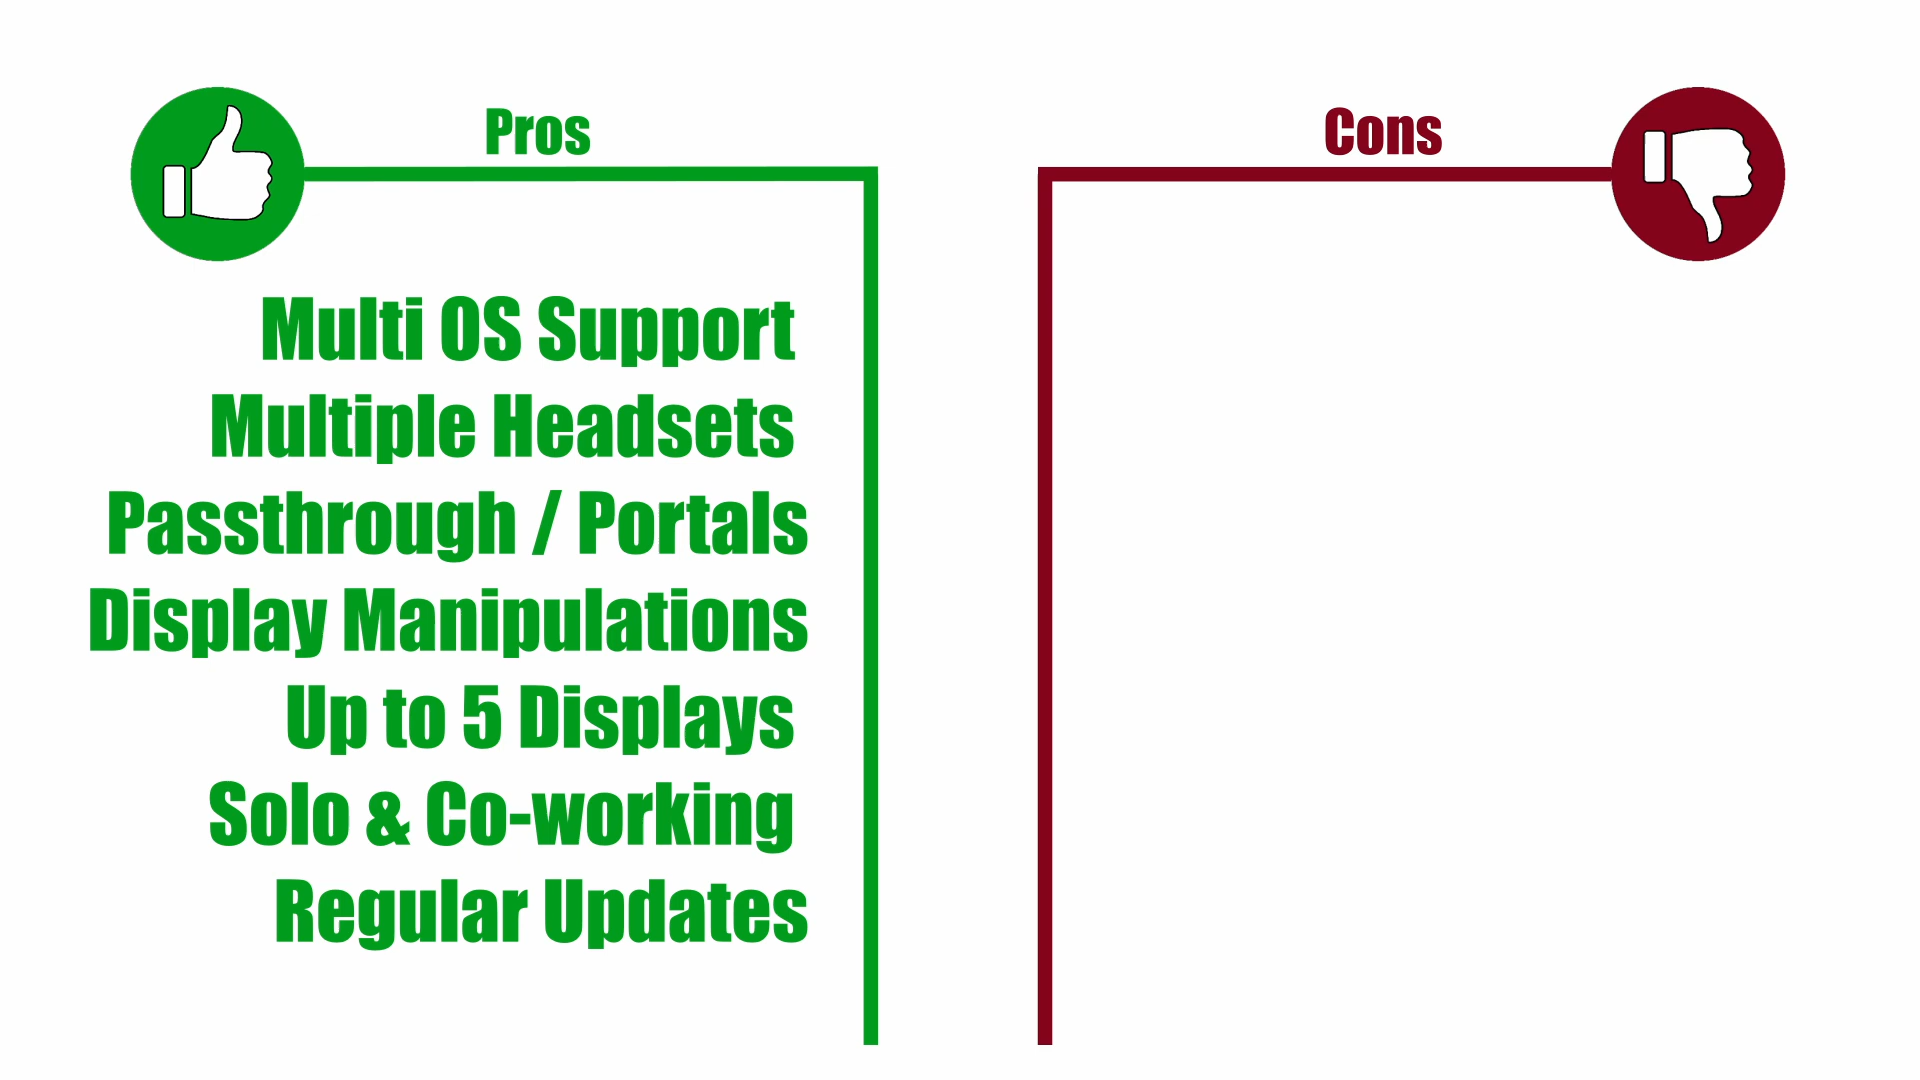 Pros
Cons
Multi OS Support
Multiple Headsets
Passthrough / Portals
Display Manipulations
Up to 5 Displays
Solo & Co-working
Regular Updates